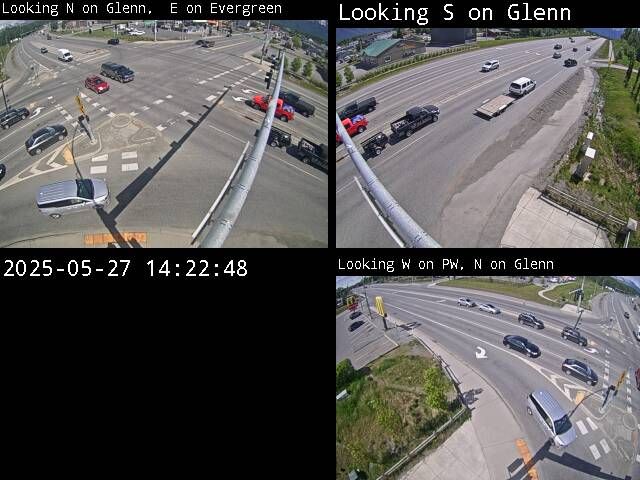 Looking N on Glenn, E on Evergreen
Looking S on Glenn
2025-05-27 14:22:48
Looking W on PW, N on Glenn